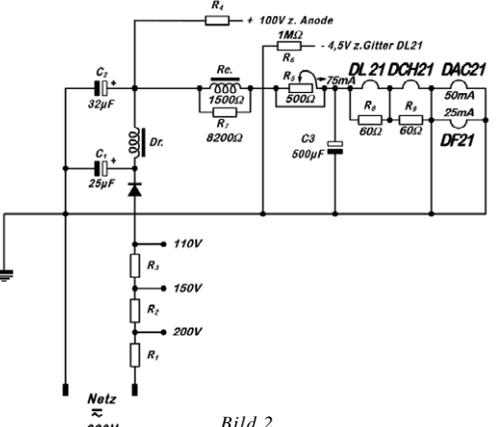 R₄
+ 100V z. Anode
1MΩ
- 4,5V z.Gitter DL21
R₆
C₂
+
32µF
Re.
1500Ω
R₇
8200Ω
R₅
75mA
500Ω
DL21 DCH21 DAC21
50mA
R₈
60Ω
R₉
60Ω
25mA
DF21
Dr.
C3
500µF
C₁
+
25µF
110V
R₃
150V
R₂
200V
R₁
Netz
≂
Bild 2